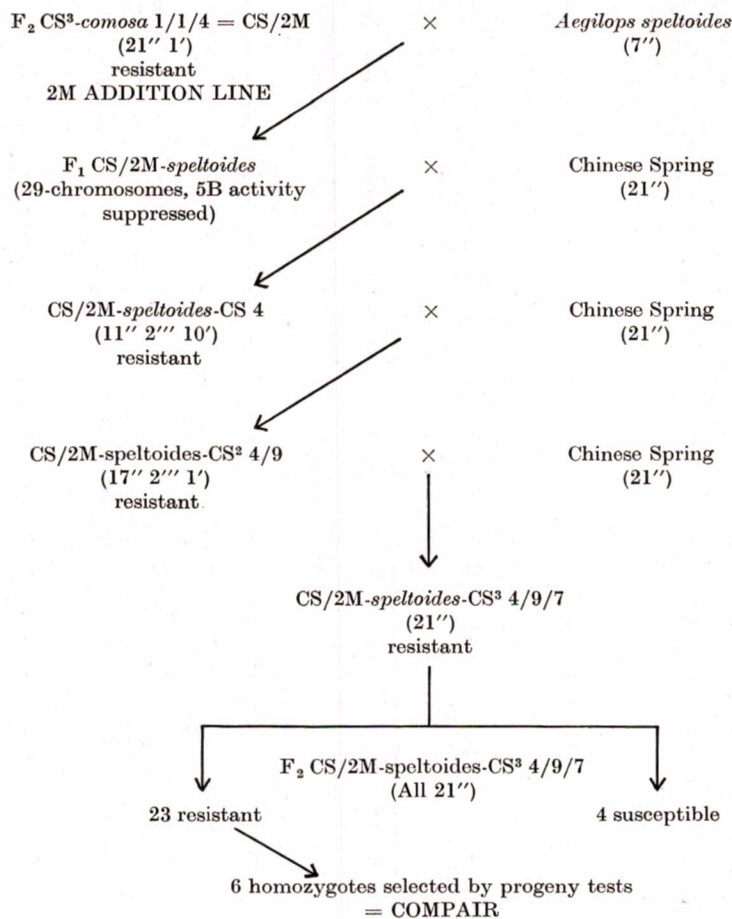 F₂ CS³-comosa 1/1/4 = CS/2M × Aegilops speltoides
(21″ 1′) (7″)
resistant
2M ADDITION LINE
F₁ CS/2M-speltoides × Chinese Spring
(29-chromosomes, 5B activity (21″)
suppressed)
CS/2M-speltoides-CS 4 × Chinese Spring
(11″ 2‴ 10′) (21″)
resistant
CS/2M-speltoides-CS² 4/9 × Chinese Spring
(17″ 2‴ 1′) (21″)
resistant
CS/2M-speltoides-CS³ 4/9/7
(21″)
resistant
F₂ CS/2M-speltoides-CS³ 4/9/7
(All 21″)
23 resistant 4 susceptible
6 homozygotes selected by progeny tests
= COMPAIR